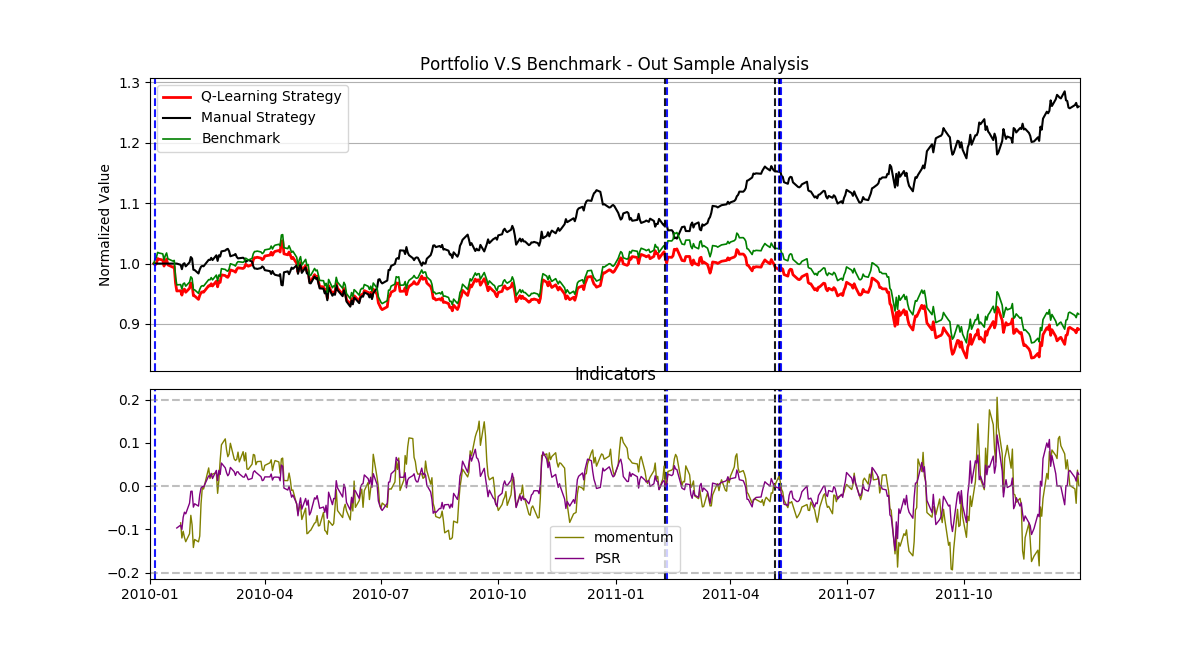 Portfolio V.S Benchmark - Out Sample Analysis
Normalized Value
1.3
1.2
1.1
1.0
0.9
Q-Learning Strategy
Manual Strategy
Benchmark
Indicators
0.2
0.1
0.0
−0.1
−0.2
momentum
PSR
2010-01 2010-04 2010-07 2010-10 2011-01 2011-04 2011-07 2011-10